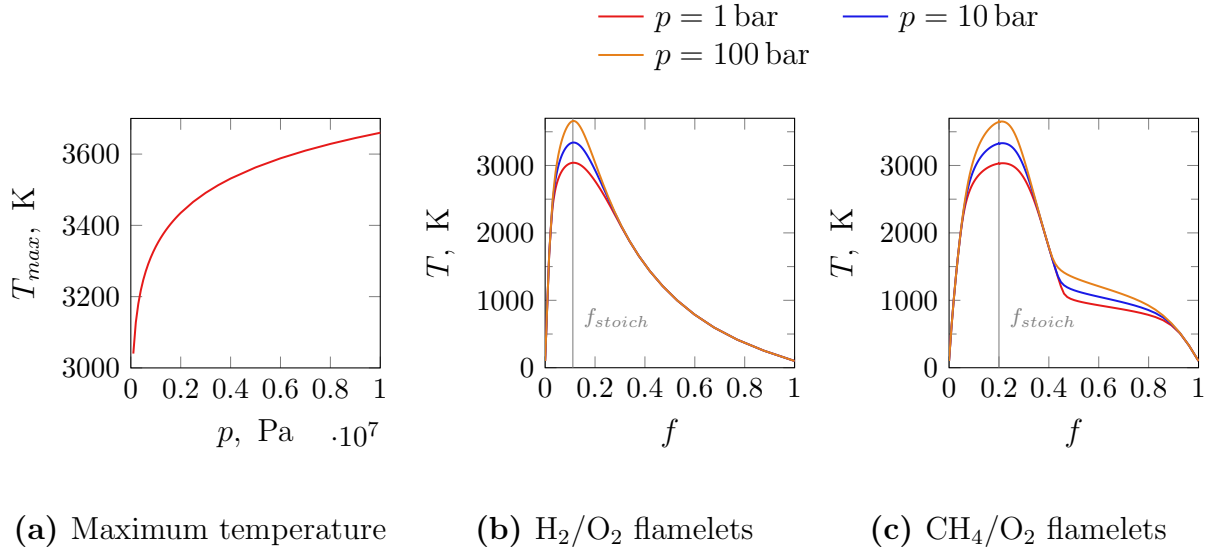 p = 1 bar
p = 10 bar
p = 100 bar
T_max, K
3600
3400
3200
3000
0 0.2 0.4 0.6 0.8 1
p, Pa ·10^7
T, K
3000
2000
1000
0
f_stoich
0 0.2 0.4 0.6 0.8 1
f
T, K
3000
2000
1000
0
f_stoich
0 0.2 0.4 0.6 0.8 1
f
(a) Maximum temperature
(b) H₂/O₂ flamelets
(c) CH₄/O₂ flamelets